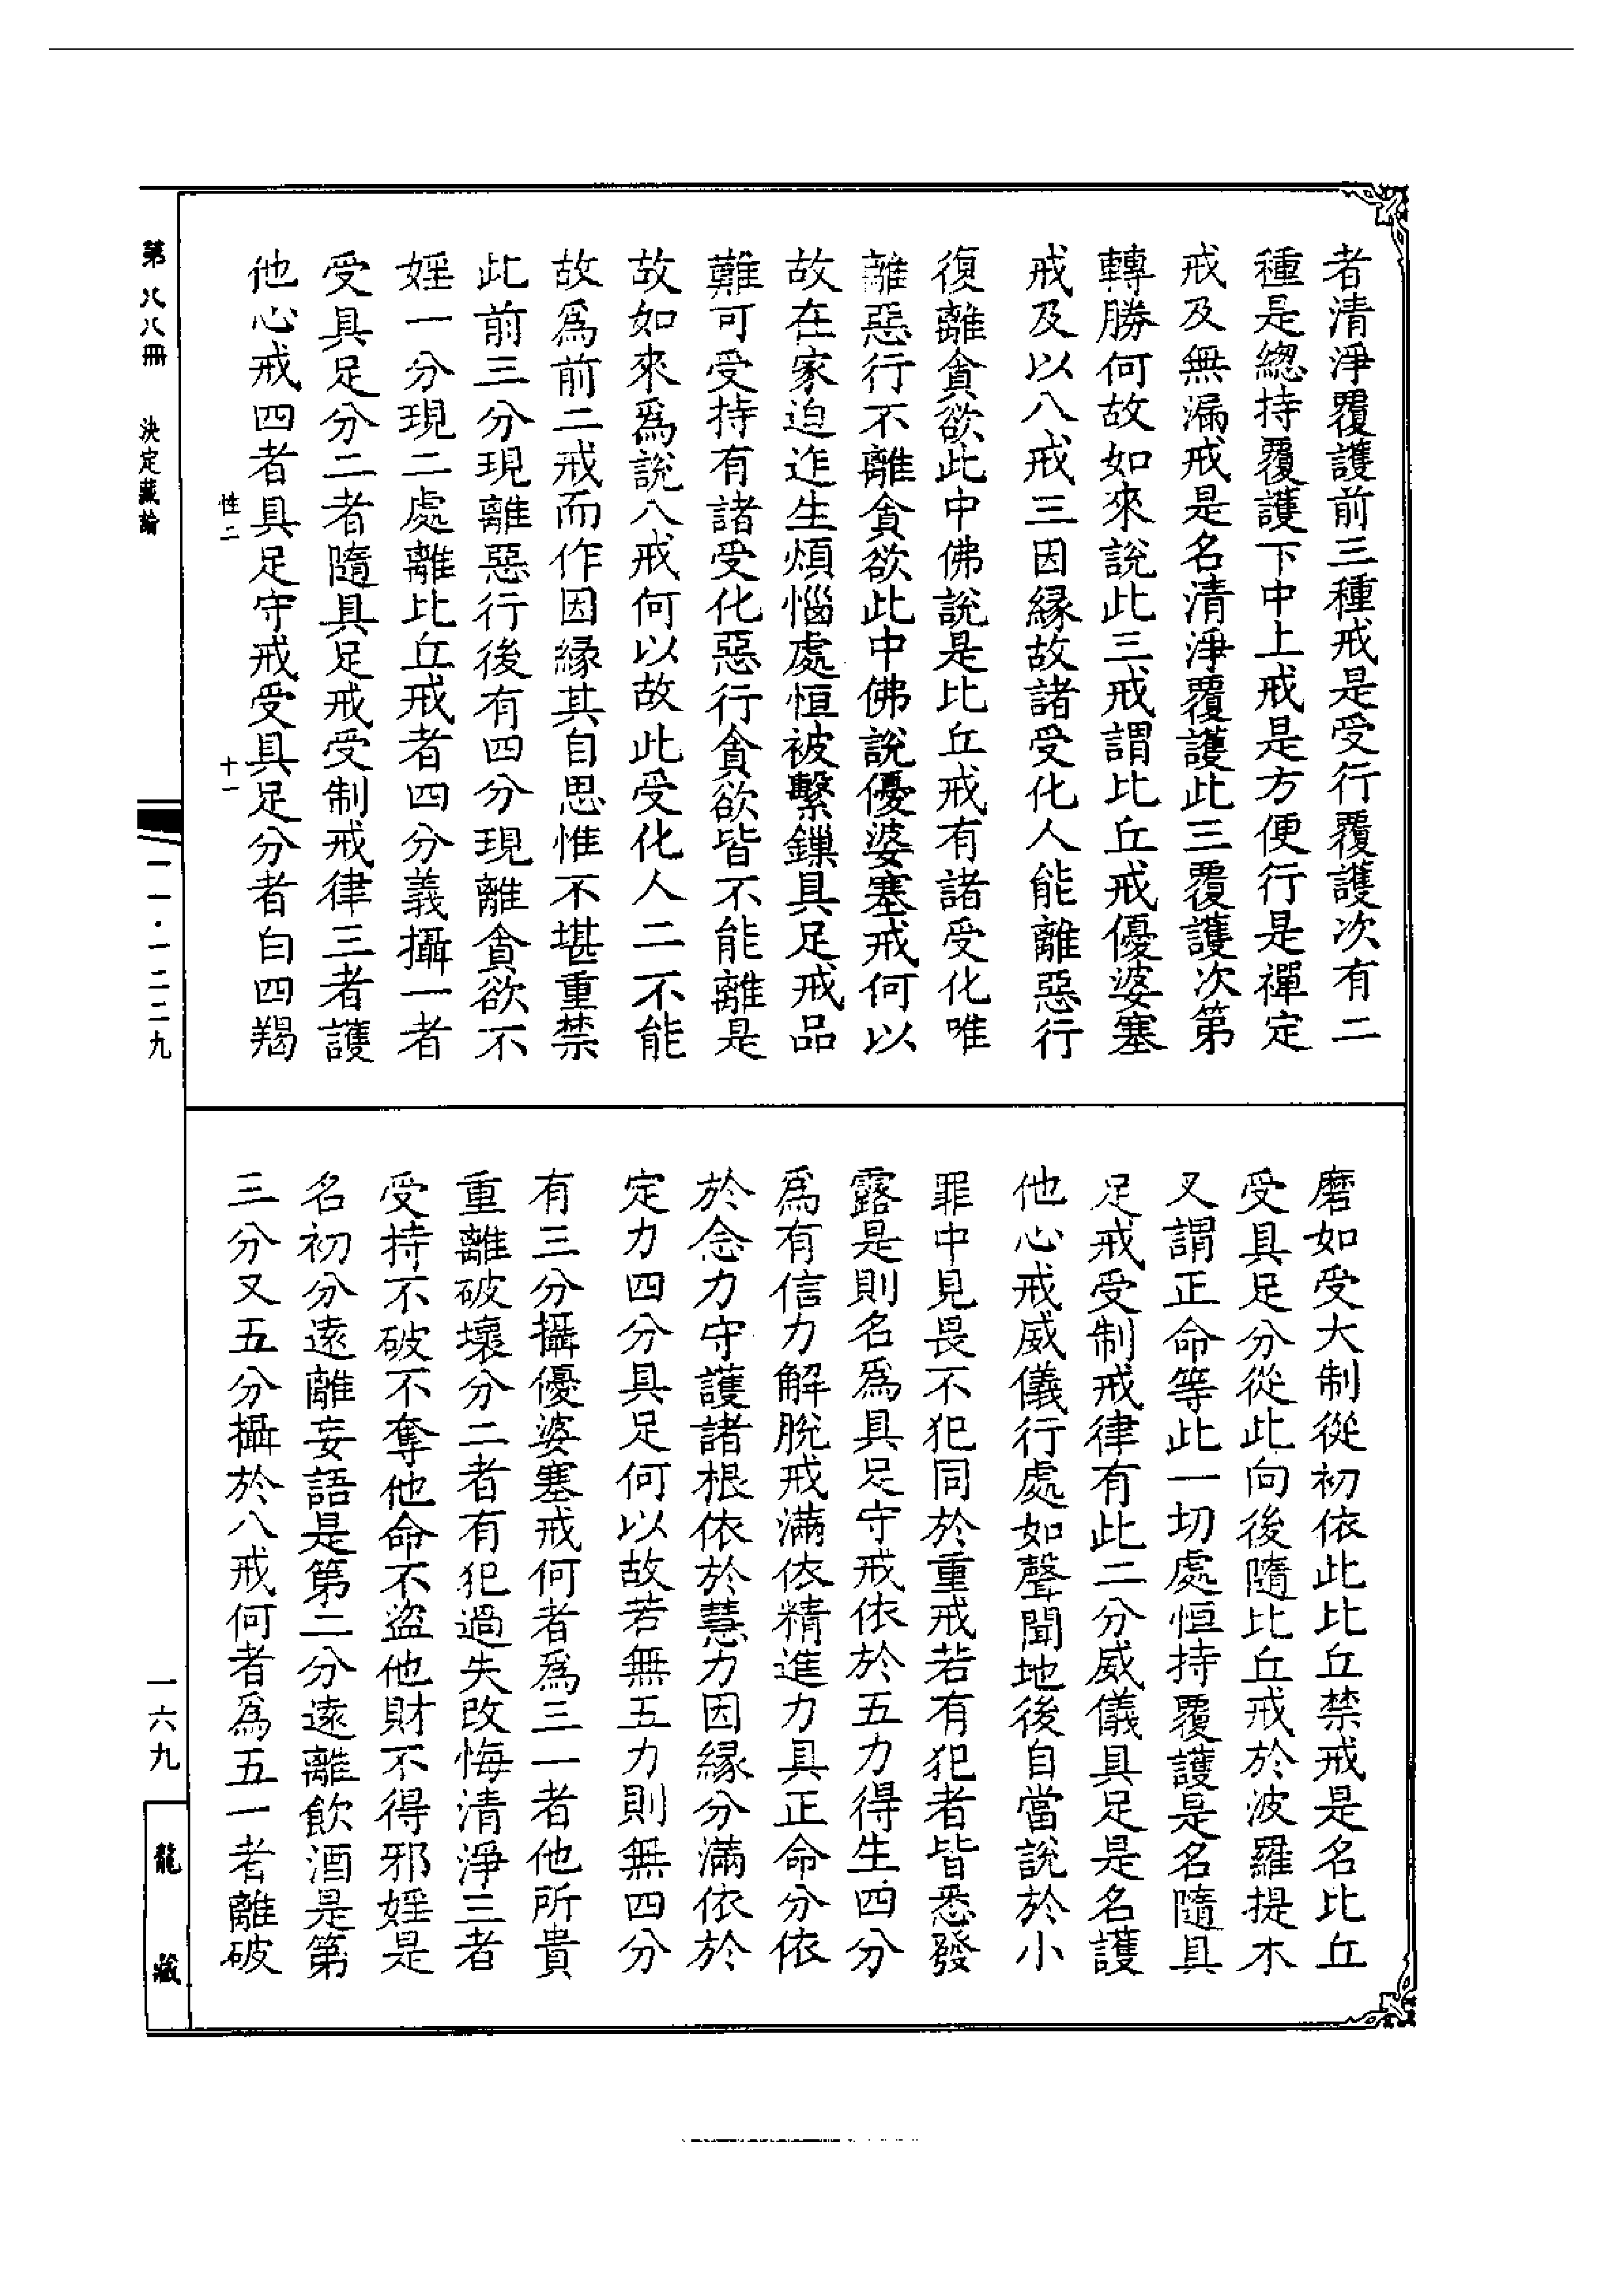 者清淨覆護前三種戒是受行覆護次有二
種是總持覆護下中上戒是方便行是禪定
戒及無漏戒是名清淨覆護此三覆護次第
轉勝何故如來說此三戒謂比丘戒優婆塞
戒及以八戒三因緣故諸受化人能離惡行
復離貪欲此中佛說是比丘戒有諸受化唯
離惡行不離貪欲此中佛說優婆塞戒何以
故在家迫迮生煩惱處恒被繫鏁具足戒品
難可受持有諸受化惡行貪欲皆不能離是
故如來爲說八戒何以故此受化人二不能
故爲前二戒而作因緣其自思惟不堪重禁
此前三分現離惡行後有四分現離貪欲不
婬一分現二處離比丘戒者四分義攝一者
受具足分二者隨具足戒受制戒律三者護
他心戒四者具足守戒受具足分者白四羯
性二
十一
磨如受大制從初依此比丘禁戒是名比丘
受具足分從此向後隨比丘戒於波羅提木
叉謂正命等此一切處恒持覆護是名隨具
足戒受制戒律有此二分威儀具足是名護
他心戒威儀行處如聲聞地後自當說於小
罪中見畏不犯同於重戒若有犯者皆悉發
露是則名爲具足守戒依於五力得生四分
爲有信力解脫戒滿依精進力具正命分依
於念力守護諸根依於慧力因緣分滿依於
定力四分具足何以故若無五力則無四分
有三分攝優婆塞戒何者爲三一者他所貴
重離破壞分二者有犯過失改悔清淨三者
受持不破不奪他命不盜他財不得邪婬是
名初分遠離妄語是第二分遠離飲酒是第
三分又五分攝於八戒何者爲五一者離破
第八八冊
決定藏論
一一·一二二九
一六九
龍藏